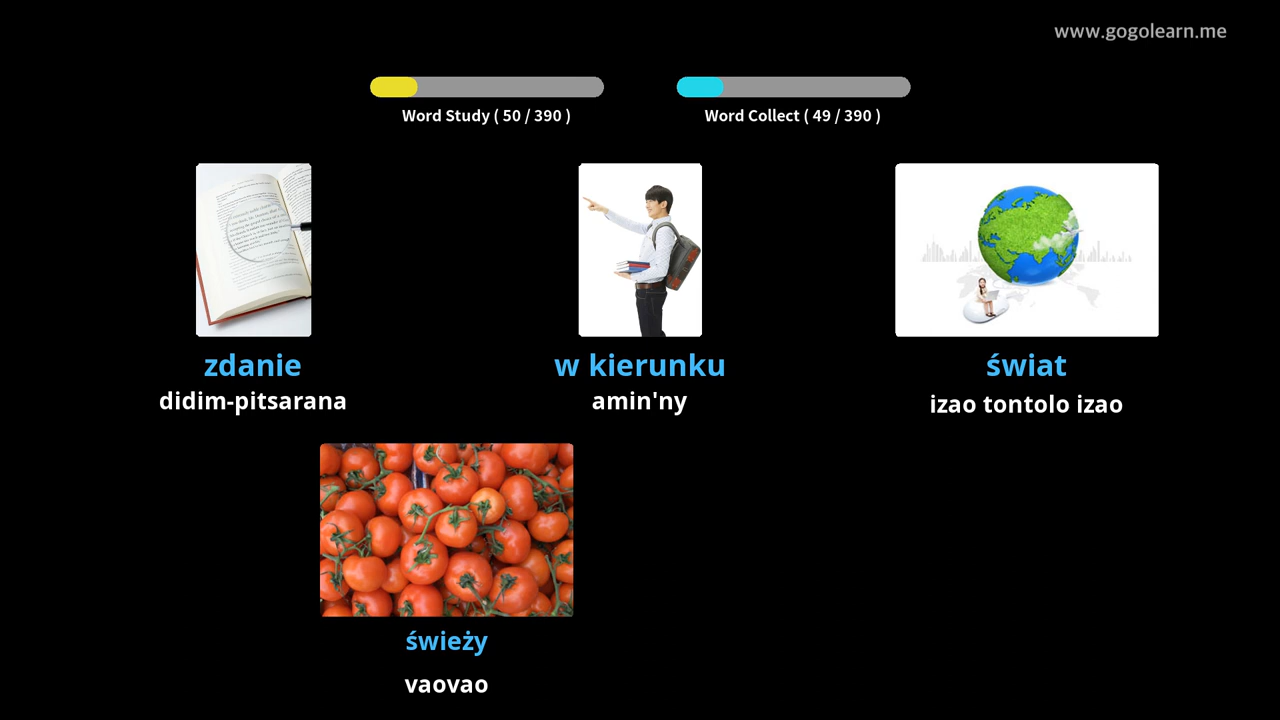 www.gogolearn.me
Word Study ( 50 / 390 )
Word Collect ( 49 / 390 )
zdanie
didim-pitsarana
w kierunku
amin'ny
świat
izao tontolo izao
świeży
vaovao